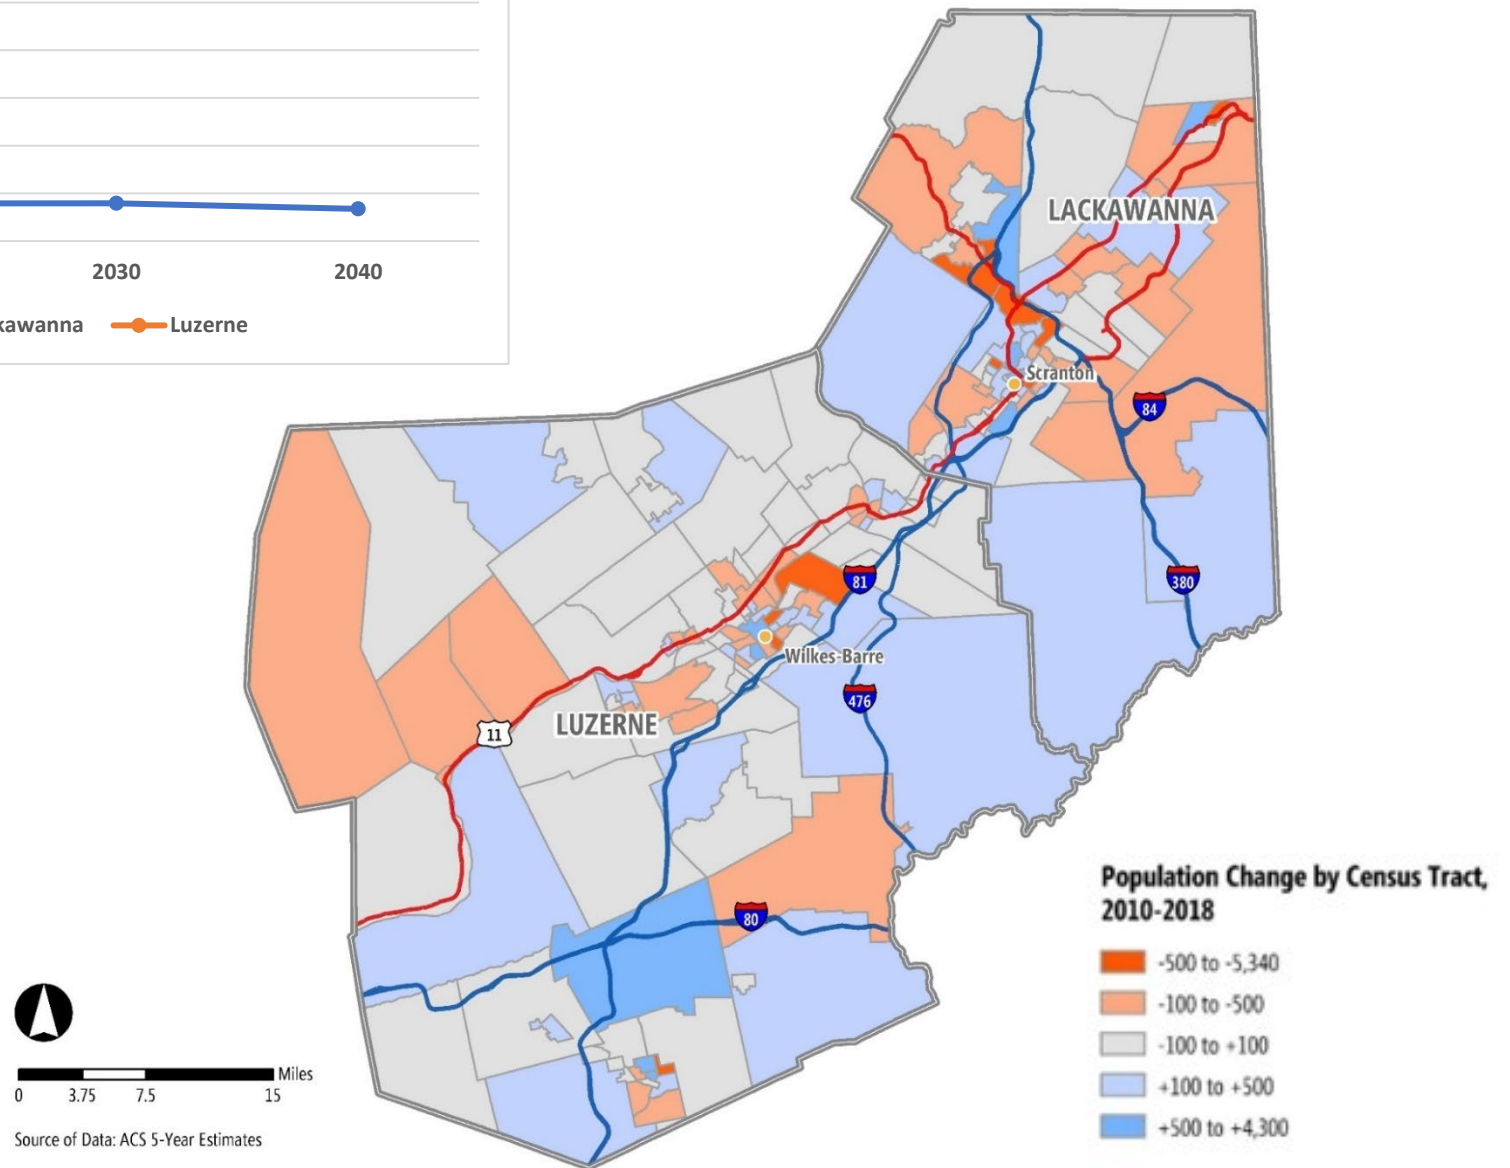 2030
2040
kawanna
Luzerne
LACKAWANNA
Scranton
84
81
380
Wilkes-Barre
476
LUZERNE
11
80
Population Change by Census Tract,
2010-2018
-500 to -5,340
-100 to -500
-100 to +100
+100 to +500
+500 to +4,300
Miles
0 3.75 7.5 15
Source of Data: ACS 5-Year Estimates